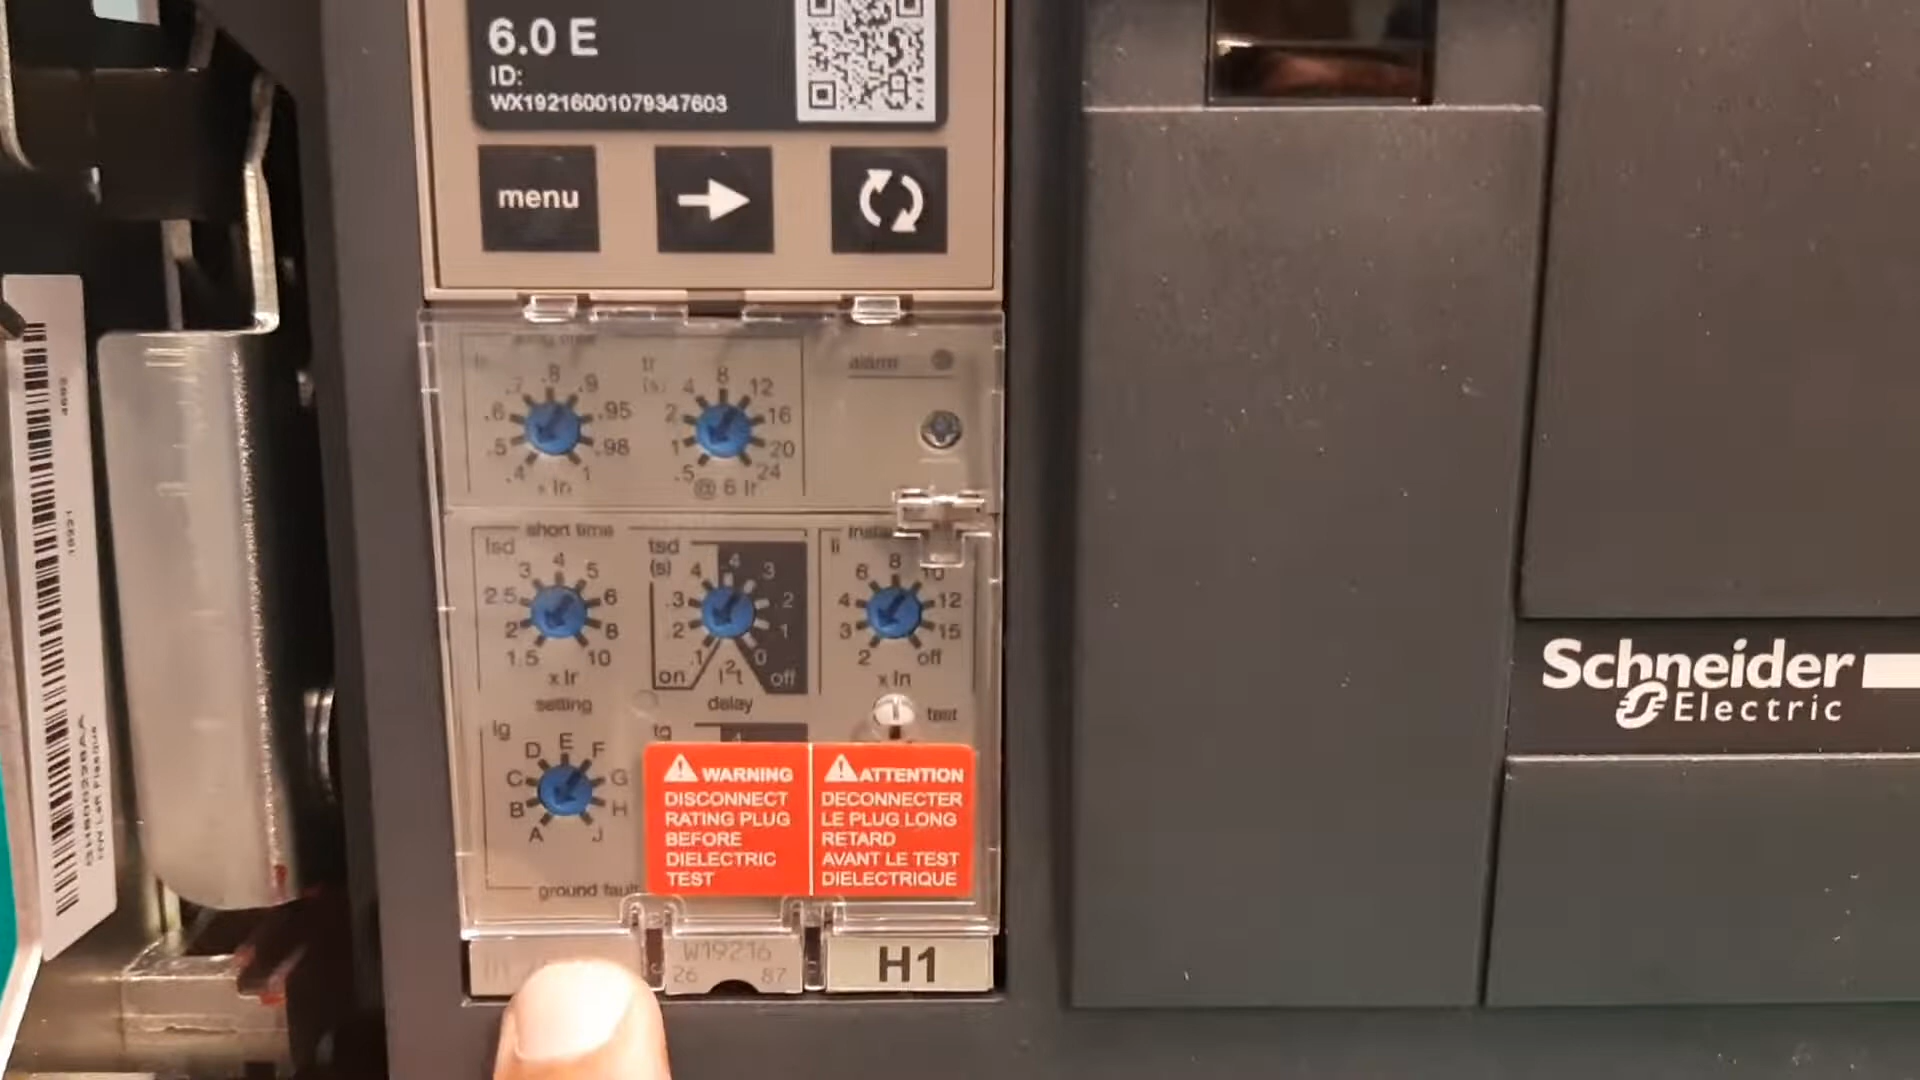 6.0 E
ID:
WX19216001079347603
menu
long time
Ir
.4 .5 .6 .7 .8 .9 .95 .98 1
x In
tr
(s)
.5 1 2 4 8 12 16 20 24
@ 6 Ir
alarm
short time
Isd
1.5 2 2.5 3 4 5 6 8 10
x Ir
setting
tsd
(s)
.1 .2 .3 .4 .4 .3 .2 .1 0
on I²t off
delay
Ii
2 3 4 6 8 10 12 15 off
x In
test
Ig
A B C D E F G H J
tg
.4
ground fault
WARNING
DISCONNECT
RATING PLUG
BEFORE
DIELECTRIC
TEST
ATTENTION
DECONNECTER
LE PLUG LONG
RETARD
AVANT LE TEST
DIELECTRIQUE
W19216
26 87
H1
Schneider
Electric